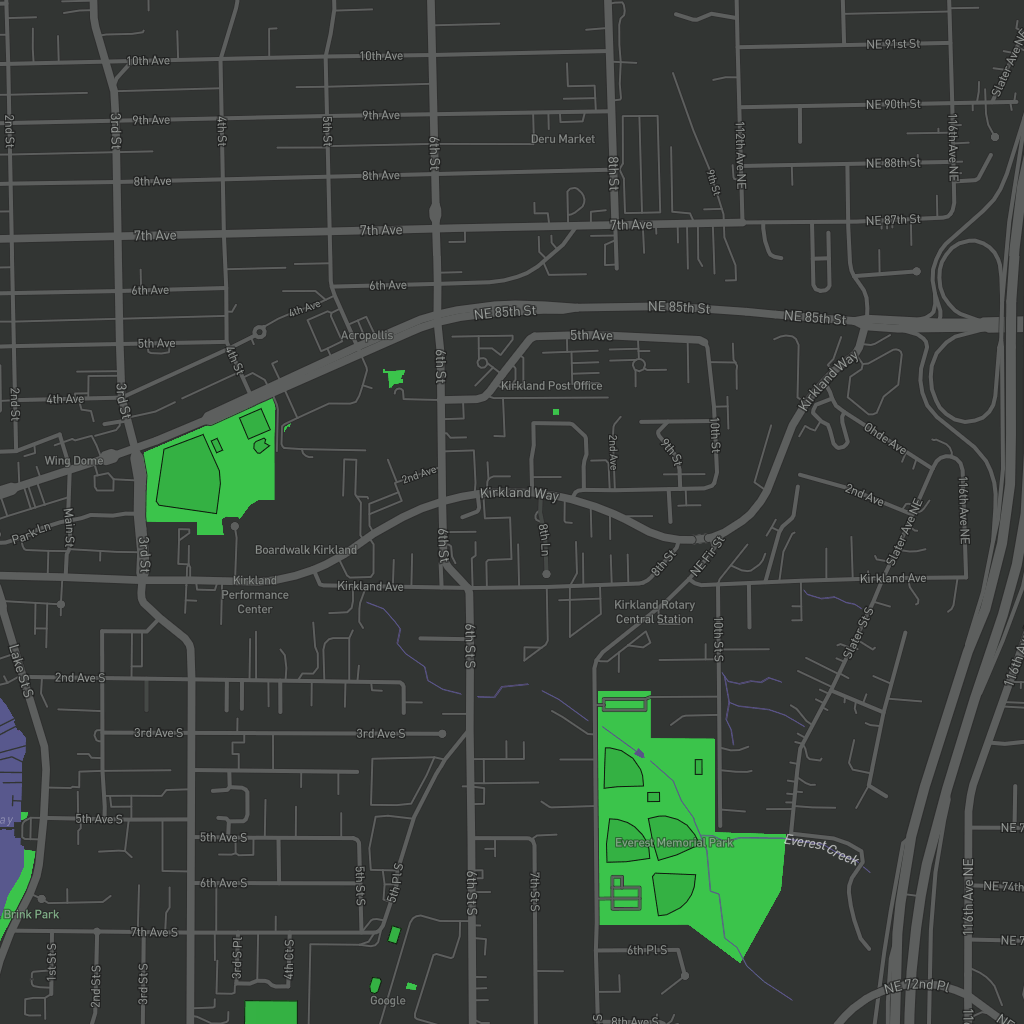 NE 91st St
Slater Ave NE
10th Ave
10th Ave
NE 90th St
2nd St
3rd St
9th Ave
4th St
5th St
9th Ave
6th St
Deru Market
8th St
112th Ave NE
116th Ave NE
NE 88th St
8th Ave
8th Ave
9th St
7th Ave
7th Ave
7th Ave
NE 87th St
6th Ave
6th Ave
4th Ave
NE 85th St
NE 85th St
NE 85th St
Acropolis
5th Ave
5th Ave
4th St
6th St
Kirkland Way
2nd St
4th Ave
3rd St
Kirkland Post Office
10th St
Ohde Ave
Wing Dome
2nd Ave
2nd Ave
9th St
2nd Ave
116th Ave NE
Kirkland Way
Main St
Park Ln
3rd St
Boardwalk Kirkland
6th St
8th Ln
8th St
NE Fir St
Slater Ave NE
Kirkland Ave
Kirkland Ave
Kirkland
Performance
Center
Kirkland Rotary
Central Station
10th St S
Slater St S
6th St S
Lake St S
2nd Ave S
116th Ave NE
3rd Ave S
3rd Ave S
ay
5th Ave S
5th Ave S
Everest Memorial Park
Everest Creek
NE 7
6th Ave S
5th St S
5th Pl S
6th St S
7th St S
116th Ave NE
NE 74th
Brink Park
7th Ave S
1st St S
2nd St S
3rd St S
3rd S Pl
4th Ct S
6th Pl S
NE 7
Google
NE 72nd Pl
S
8th Ave S
NE
11